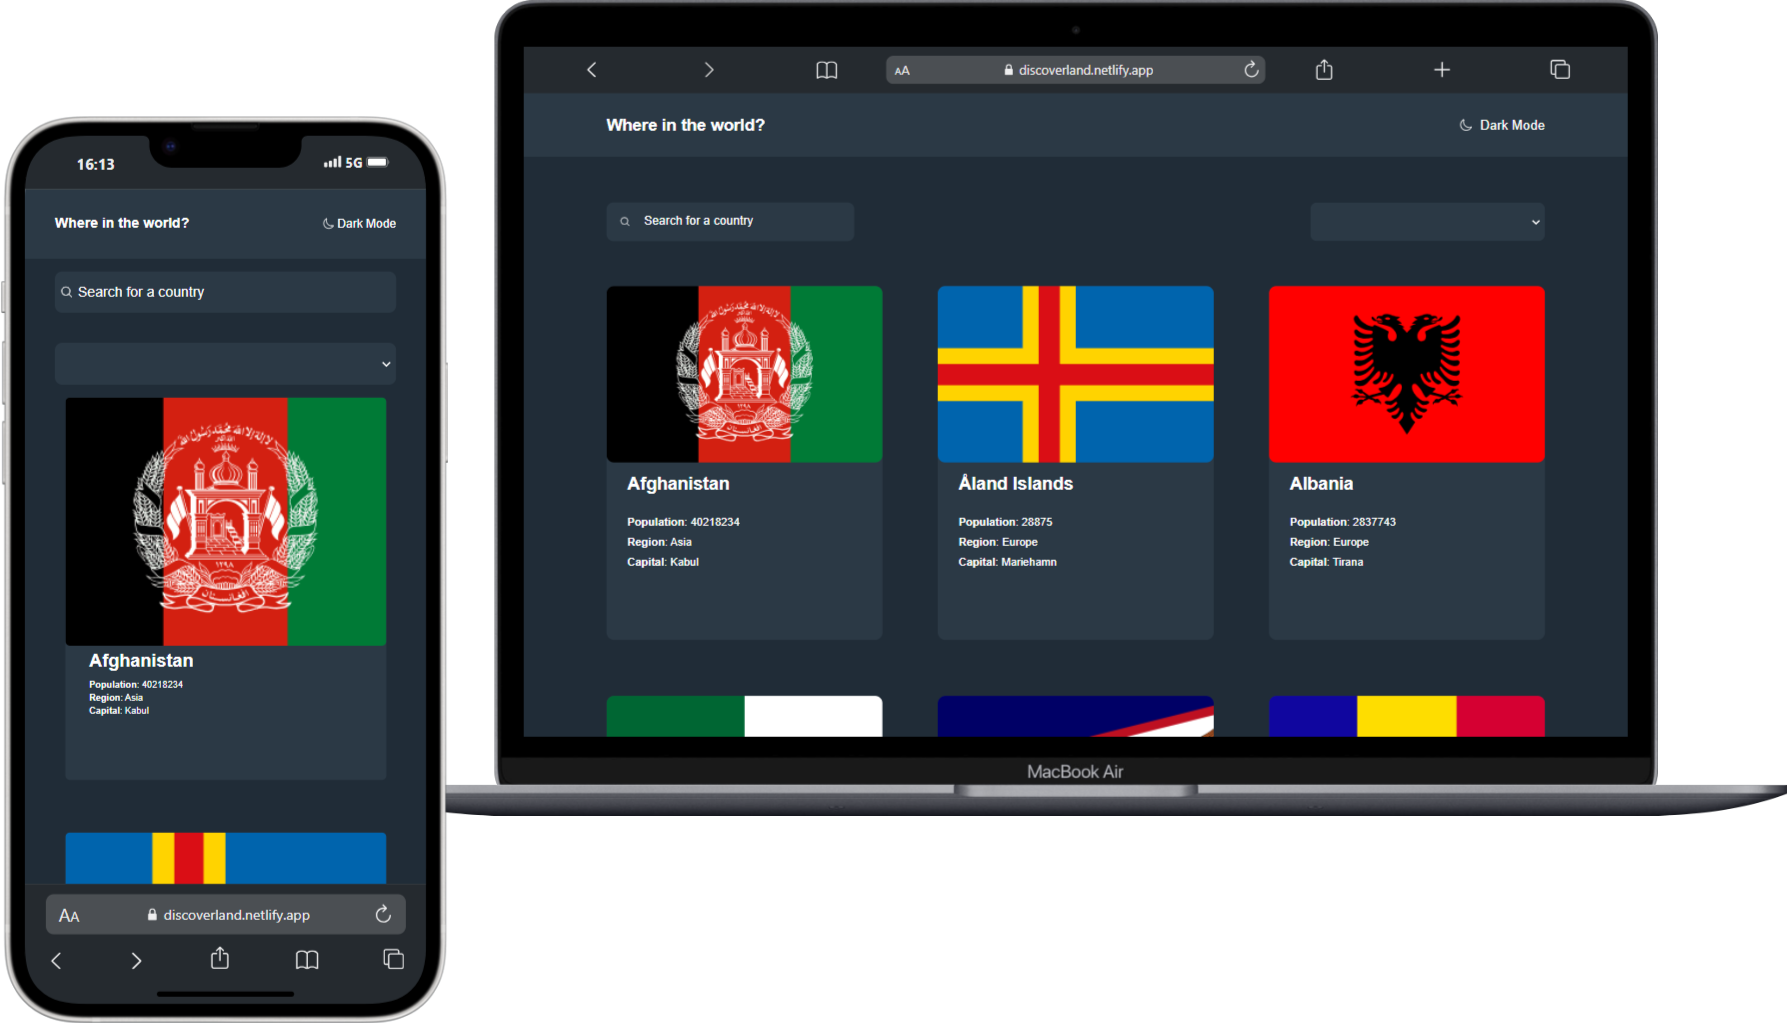 16:13
5G
Where in the world?
Dark Mode
Search for a country
Afghanistan
Population: 40218234
Region: Asia
Capital: Kabul
AA
discoverland.netlify.app
AA
discoverland.netlify.app
Where in the world?
Dark Mode
Search for a country
Afghanistan
Population: 40218234
Region: Asia
Capital: Kabul
Åland Islands
Population: 28875
Region: Europe
Capital: Mariehamn
Albania
Population: 2837743
Region: Europe
Capital: Tirana
MacBook Air